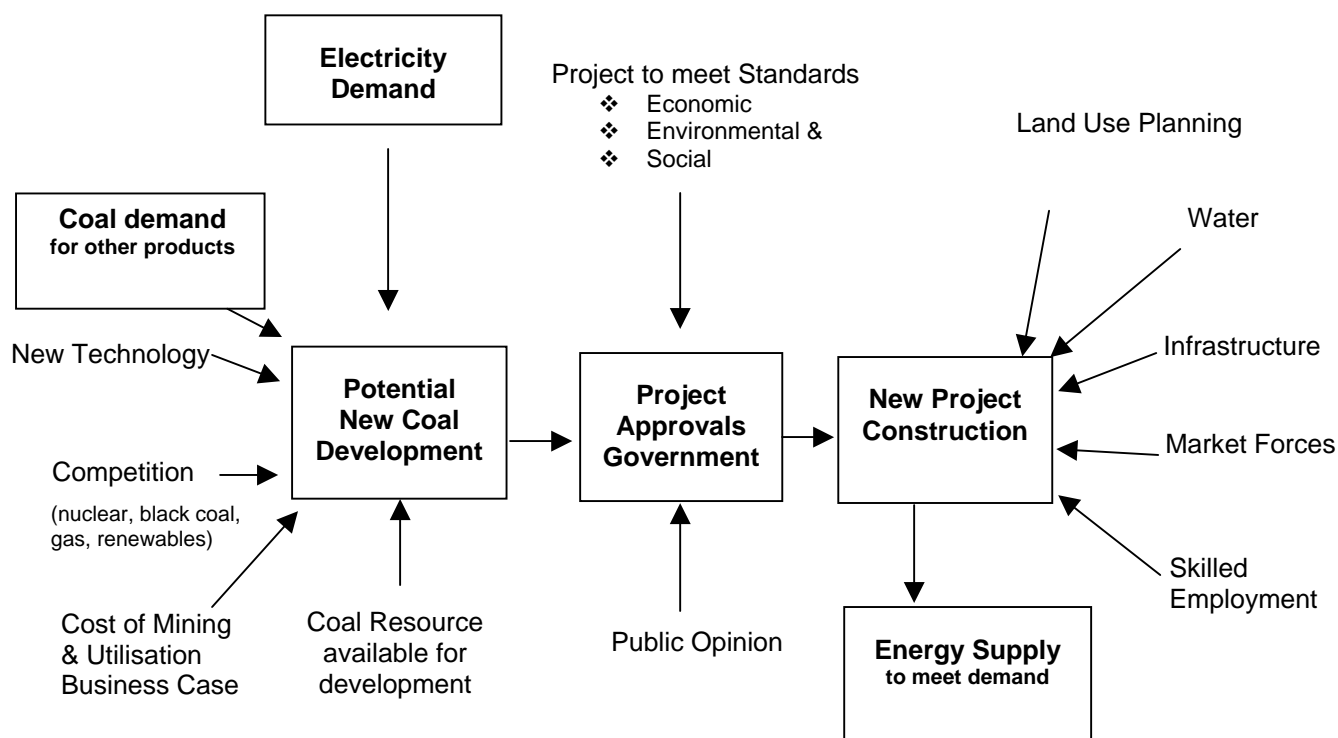 Electricity
Demand
Project to meet Standards
❖ Economic
❖ Environmental &
❖ Social
Land Use Planning
Coal demand
for other products
Water
New Technology
Infrastructure
Potential
New Coal
Development
Project
Approvals
Government
New Project
Construction
Market Forces
Competition
(nuclear, black coal,
gas, renewables)
Skilled
Employment
Cost of Mining
& Utilisation
Business Case
Coal Resource
available for
development
Public Opinion
Energy Supply
to meet demand